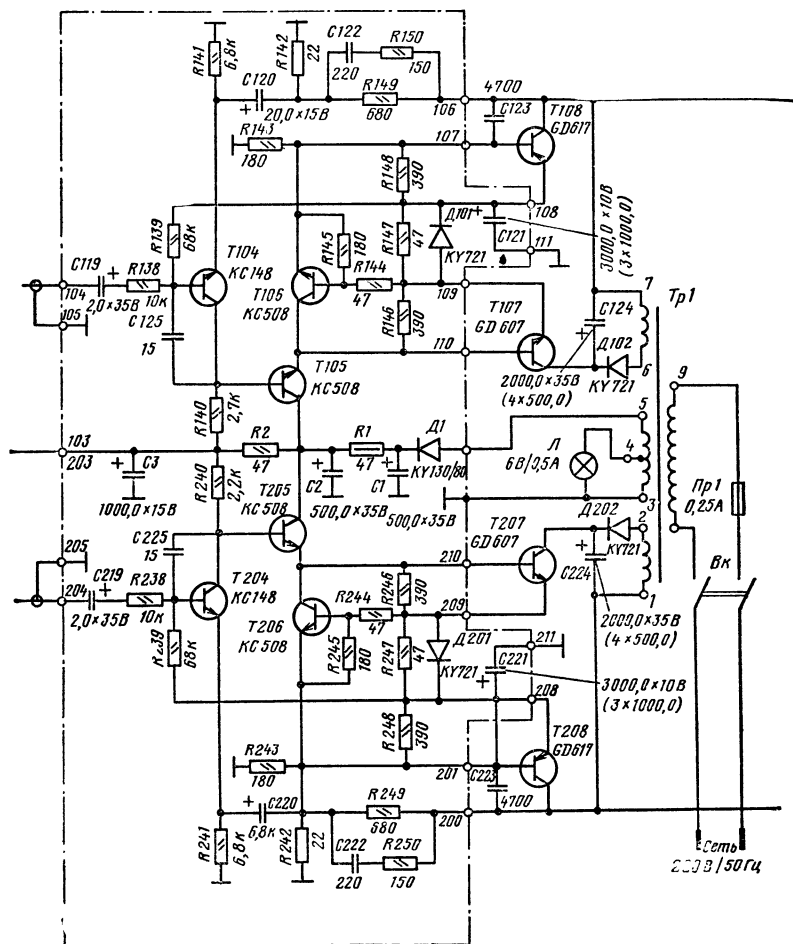 R141
6,8к
R142
22
C122
220
R150
150
C120
20,0×15В
R149
680
106
4700
C123
T108
GD617
R143
180
107
R148
390
R139
68к
108
Д101
KY721
C121
111
3000,0×10В
(3×1000,0)
R145
180
R147
47
R144
47
109
T104
KC148
T106
KC508
C119
2,0×35В
R138
10к
104
105
C125
15
R146
390
110
T107
GD607
C124
2000,0×35В
(4×500,0)
Д102
KY721
7
6
Тр1
9
T105
KC508
R140
2,7к
103
203
R2
47
R1
47
Д1
KY130/80
5
4
3
Л
6В/0,5А
Пр1
0,25А
C3
1000,0×15В
R240
2,2к
C2
500,0×35В
C1
500,0×35В
T205
KC508
Д202
KY721
2
1
Вк
205
204
C225
15
C219
2,0×35В
R238
10к
T204
KC148
R239
68к
210
T207
GD607
C224
2000,0×35В
(4×500,0)
R246
390
R244
47
209
T206
KC508
R245
180
R247
47
Д201
KY721
211
C221
3000,0×10В
(3×1000,0)
208
R248
390
T208
GD617
R243
180
201
C223
4700
C220
6,8к
R249
680
200
R241
6,8к
R242
22
C222
220
R250
150
Сеть
220В/50Гц